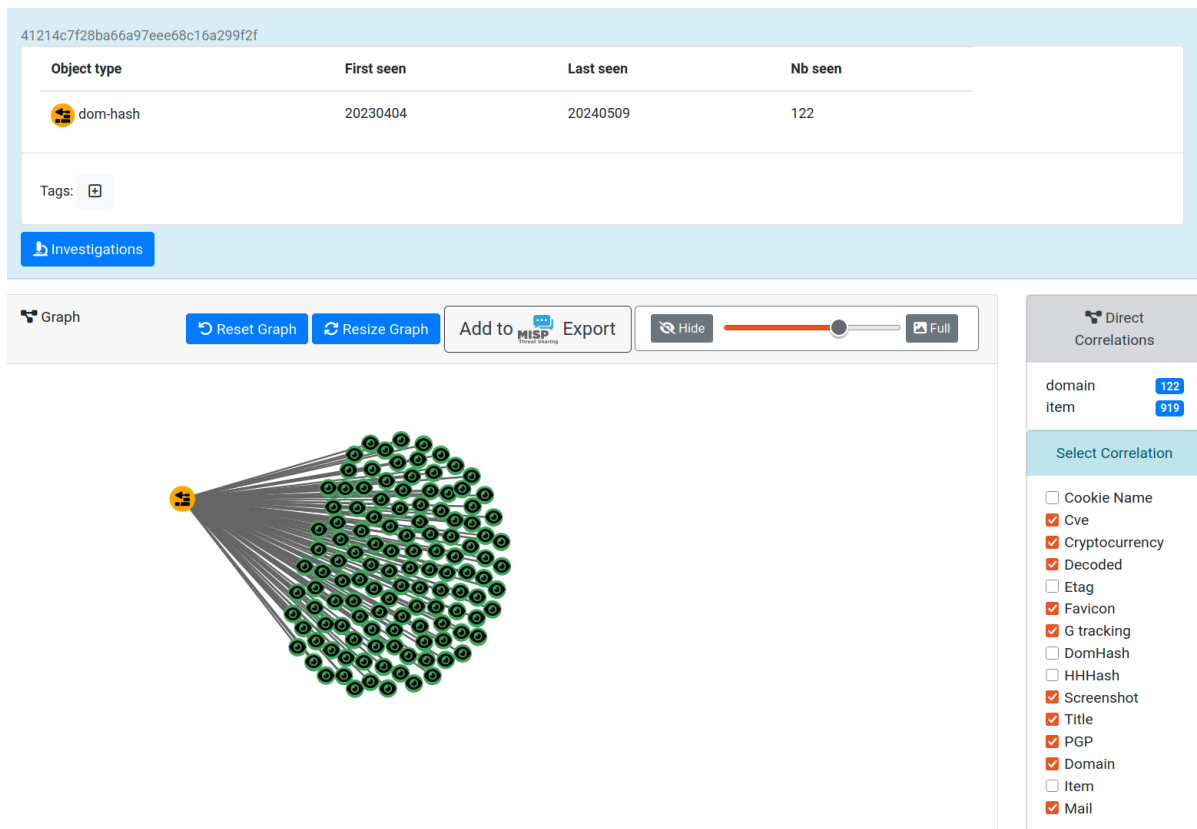 41214c7f28ba66a97eee68c16a299f2f
Object type First seen Last seen Nb seen
dom-hash 20230404 20240509 122
Tags:
Investigations
Graph Reset Graph Resize Graph Add to MISP Threat Sharing Export Hide Full
Direct Correlations
domain 122
item 919
Select Correlation
Cookie Name
Cve
Cryptocurrency
Decoded
Etag
Favicon
G tracking
DomHash
HHHash
Screenshot
Title
PGP
Domain
Item
Mail